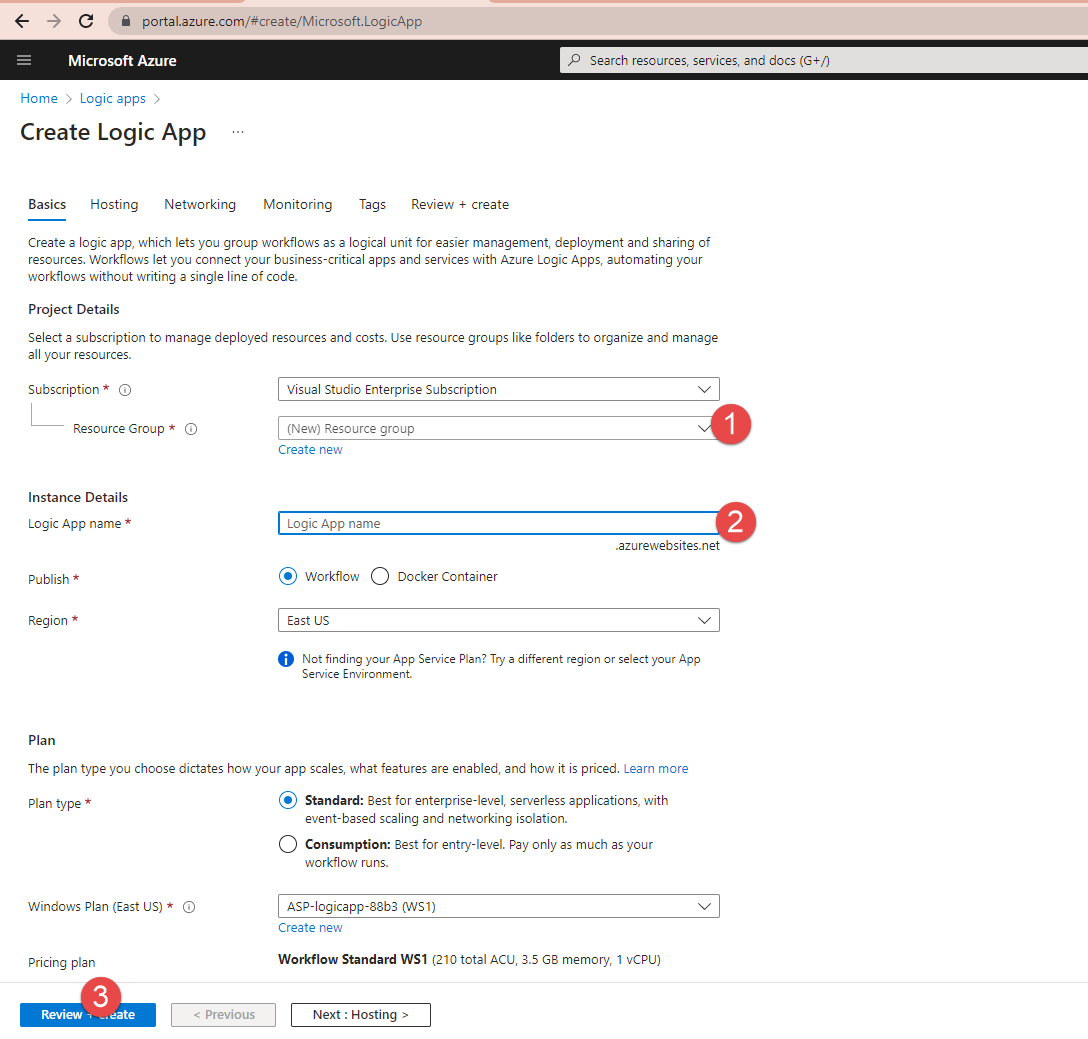 portal.azure.com/#create/Microsoft.LogicApp
Microsoft Azure
Search resources, services, and docs (G+/)
Home > Logic apps >
Create Logic App ...
Basics Hosting Networking Monitoring Tags Review + create
Create a logic app, which lets you group workflows as a logical unit for easier management, deployment and sharing of
resources. Workflows let you connect your business-critical apps and services with Azure Logic Apps, automating your
workflows without writing a single line of code.
Project Details
Select a subscription to manage deployed resources and costs. Use resource groups like folders to organize and manage
all your resources.
Subscription * Visual Studio Enterprise Subscription
Resource Group * (New) Resource group 1
Create new
Instance Details
Logic App name * Logic App name 2
.azurewebsites.net
Publish * Workflow Docker Container
Region * East US
Not finding your App Service Plan? Try a different region or select your App
Service Environment.
Plan
The plan type you choose dictates how your app scales, what features are enabled, and how it is priced. Learn more
Plan type * Standard: Best for enterprise-level, serverless applications, with
event-based scaling and networking isolation.
Consumption: Best for entry-level. Pay only as much as your
workflow runs.
Windows Plan (East US) * ASP-logicapp-88b3 (WS1)
Create new
Pricing plan Workflow Standard WS1 (210 total ACU, 3.5 GB memory, 1 vCPU)
3
Review + create < Previous Next : Hosting >